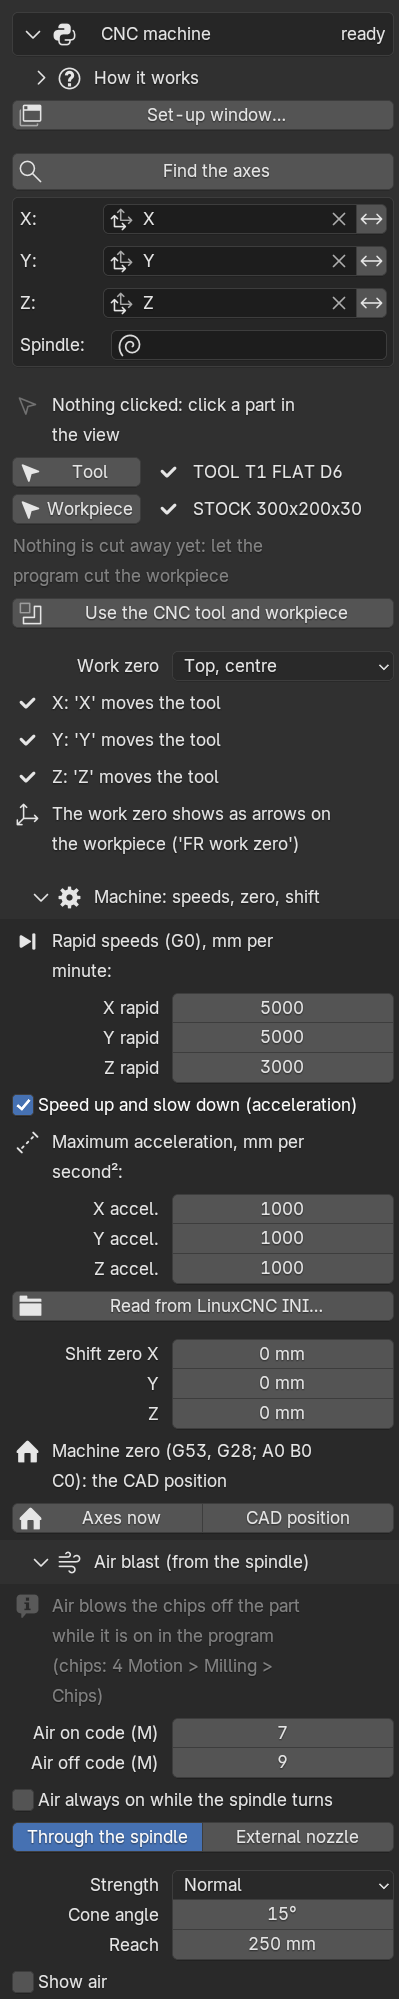 CNC machine ready
How it works
Set-up window...
Find the axes
X: X
Y: Y
Z: Z
Spindle:
Nothing clicked: click a part in
the view
Tool TOOL T1 FLAT D6
Workpiece STOCK 300x200x30
Nothing is cut away yet: let the
program cut the workpiece
Use the CNC tool and workpiece
Work zero Top, centre
X: 'X' moves the tool
Y: 'Y' moves the tool
Z: 'Z' moves the tool
The work zero shows as arrows on
the workpiece ('FR work zero')
Machine: speeds, zero, shift
Rapid speeds (G0), mm per
minute:
X rapid 5000
Y rapid 5000
Z rapid 3000
Speed up and slow down (acceleration)
Maximum acceleration, mm per
second²:
X accel. 1000
Y accel. 1000
Z accel. 1000
Read from LinuxCNC INI...
Shift zero X 0 mm
Y 0 mm
Z 0 mm
Machine zero (G53, G28; A0 B0
C0): the CAD position
Axes now CAD position
Air blast (from the spindle)
Air blows the chips off the part
while it is on in the program
(chips: 4 Motion > Milling >
Chips)
Air on code (M) 7
Air off code (M) 9
Air always on while the spindle turns
Through the spindle External nozzle
Strength Normal
Cone angle 15°
Reach 250 mm
Show air